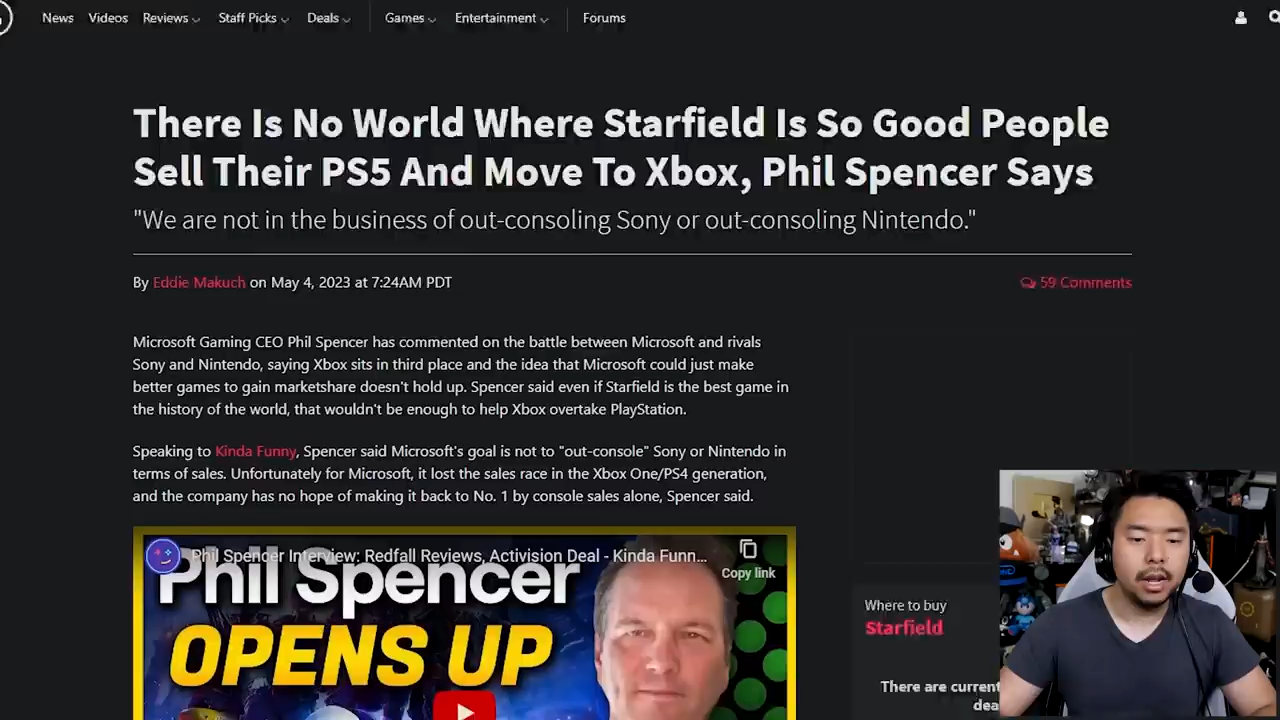 News Videos Reviews Staff Picks Deals Games Entertainment Forums
There Is No World Where Starfield Is So Good People
Sell Their PS5 And Move To Xbox, Phil Spencer Says
"We are not in the business of out-consoling Sony or out-consoling Nintendo."
By Eddie Makuch on May 4, 2023 at 7:24AM PDT
59 Comments
Microsoft Gaming CEO Phil Spencer has commented on the battle between Microsoft and rivals
Sony and Nintendo, saying Xbox sits in third place and the idea that Microsoft could just make
better games to gain marketshare doesn't hold up. Spencer said even if Starfield is the best game in
the history of the world, that wouldn't be enough to help Xbox overtake PlayStation.
Speaking to Kinda Funny, Spencer said Microsoft's goal is not to "out-console" Sony or Nintendo in
terms of sales. Unfortunately for Microsoft, it lost the sales race in the Xbox One/PS4 generation,
and the company has no hope of making it back to No. 1 by console sales alone, Spencer said.
Phil Spencer Interview: Redfall Reviews, Activision Deal - Kinda Funn...
Copy link
Phil Spencer
OPENS UP
Where to buy
Starfield
There are current
dea